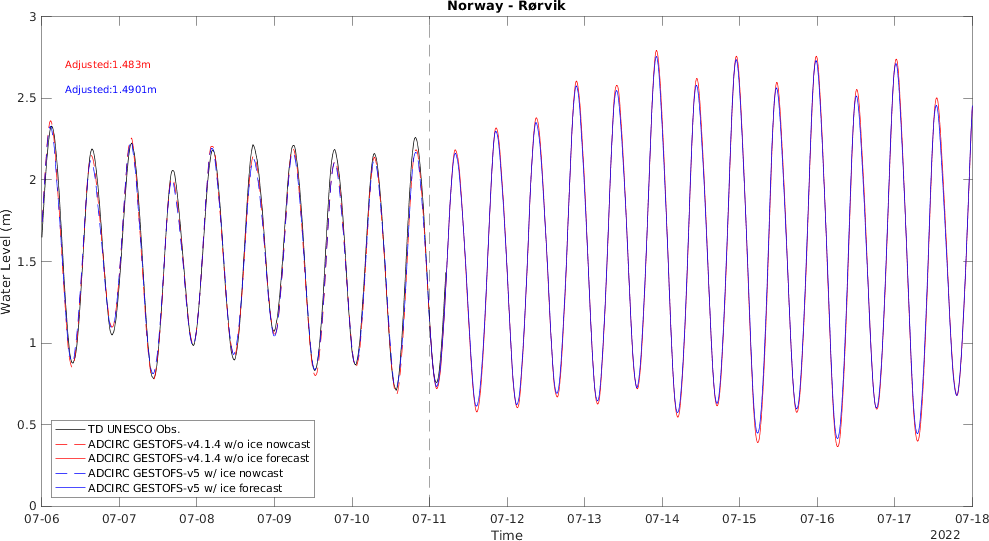 Norway - Rørvik
3
2.5
2
1.5
1
0.5
0
Water Level (m)
Adjusted:1.483m
Adjusted:1.4901m
TD UNESCO Obs.
ADCIRC GESTOFS-v4.1.4 w/o ice nowcast
ADCIRC GESTOFS-v4.1.4 w/o ice forecast
ADCIRC GESTOFS-v5 w/ ice nowcast
ADCIRC GESTOFS-v5 w/ ice forecast
07-06 07-07 07-08 07-09 07-10 07-11 07-12 07-13 07-14 07-15 07-16 07-17 07-18
Time
2022